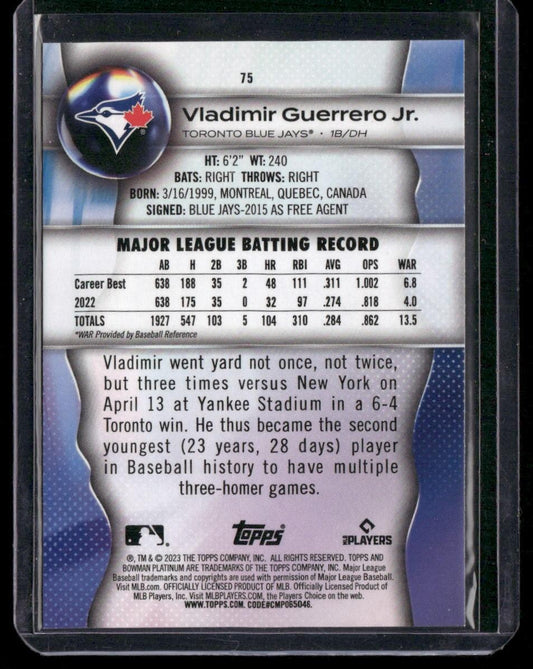 75
Vladimir Guerrero Jr.
TORONTO BLUE JAYS® • 1B/DH
HT: 6'2" WT: 240
BATS: RIGHT THROWS: RIGHT
BORN: 3/16/1999, MONTREAL, QUEBEC, CANADA
SIGNED: BLUE JAYS-2015 AS FREE AGENT
MAJOR LEAGUE BATTING RECORD
AB H 2B 3B HR RBI AVG OPS WAR
Career Best 638 188 35 2 48 111 .311 1.002 6.8
2022 638 175 35 0 32 97 .274 .818 4.0
TOTALS 1927 547 103 5 104 310 .284 .862 13.5
*WAR Provided by Baseball Reference
Vladimir went yard not once, not twice,
but three times versus New York on
April 13 at Yankee Stadium in a 6-4
Toronto win. He thus became the second
youngest (23 years, 28 days) player
in Baseball history to have multiple
three-homer games.
topps
MLB PLAYERS
®, TM & © 2023 THE TOPPS COMPANY, INC. ALL RIGHTS RESERVED. TOPPS AND
BOWMAN PLATINUM ARE TRADEMARKS OF THE TOPPS COMPANY, INC. Major League
Baseball trademarks and copyrights are used with permission of Major League Baseball.
Visit MLB.com. OFFICIALLY LICENSED PRODUCT OF MLB. Officially Licensed Product of
MLB Players, Inc. Visit MLBPLAYERS.com, the Players Choice on the web.
WWW.TOPPS.COM. CODE#CMP065046.